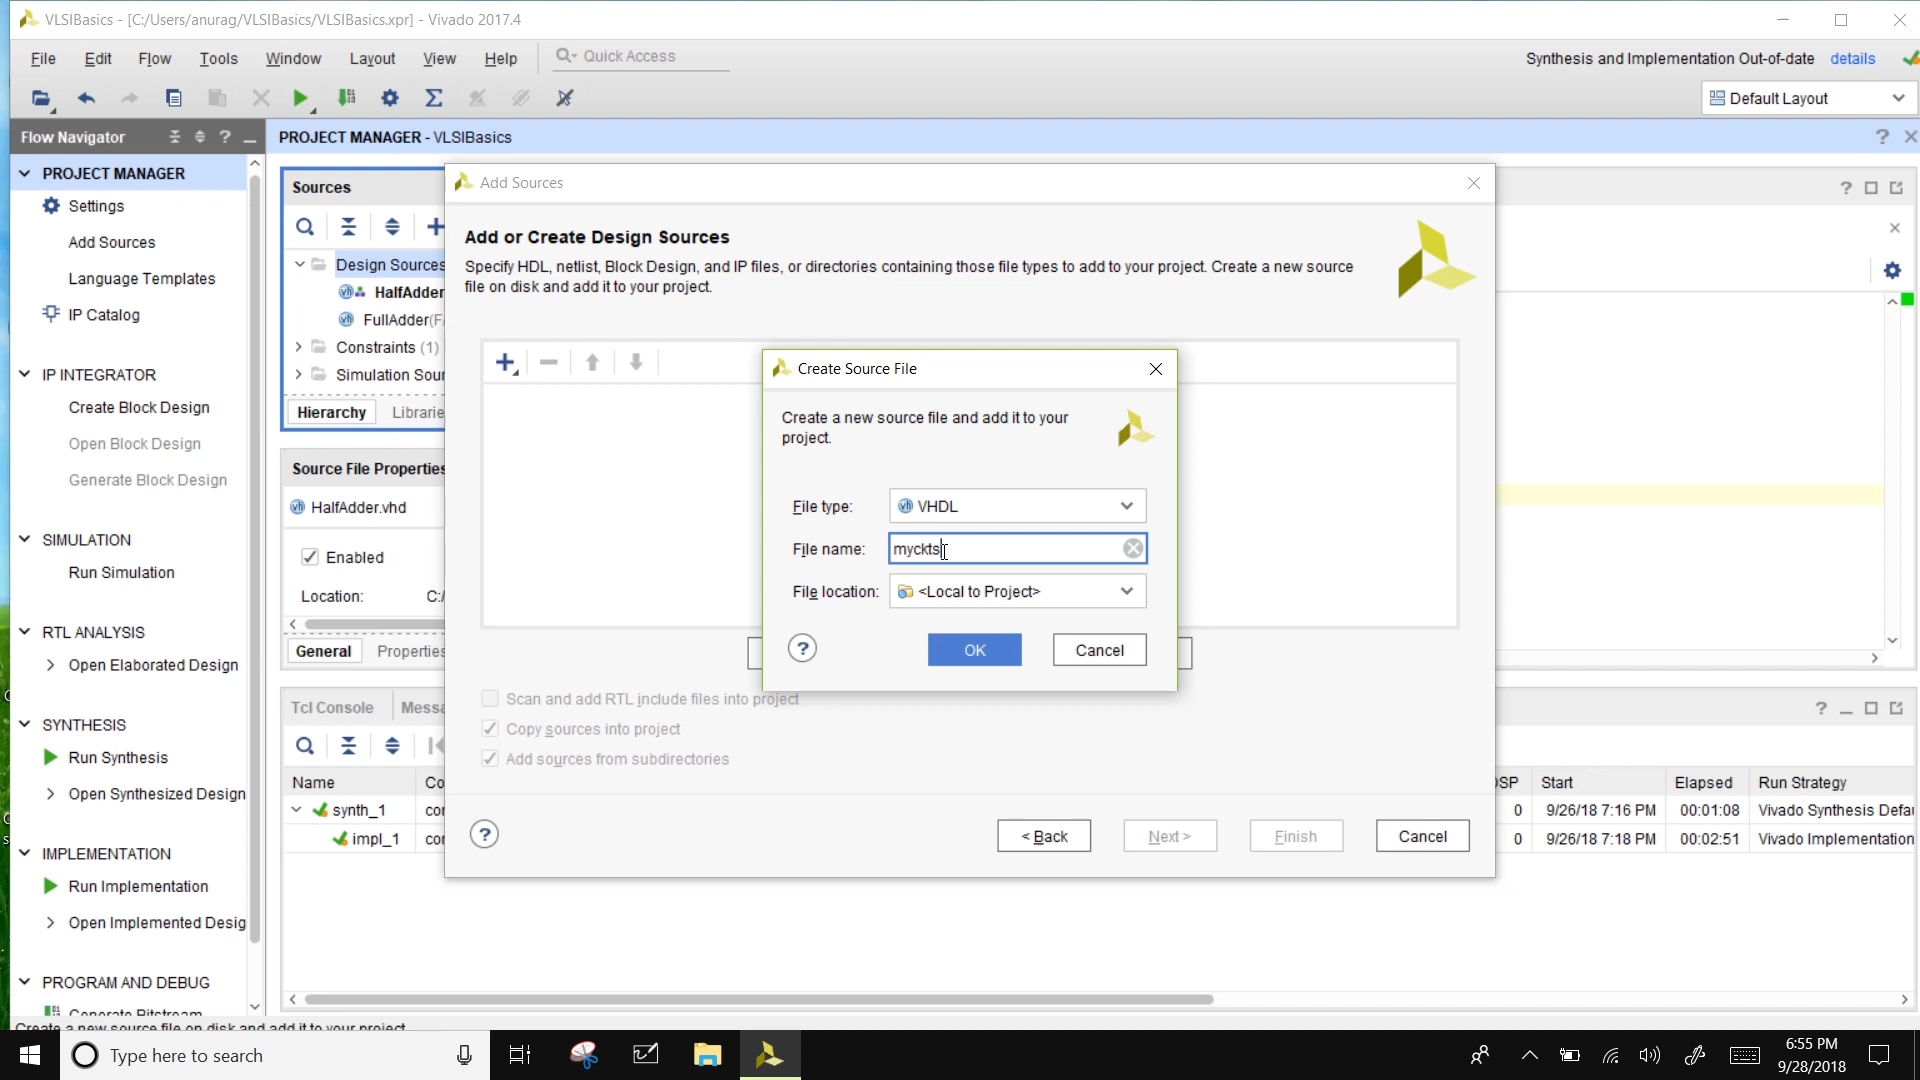 VLSIBasics - [C:/Users/anurag/VLSIBasics/VLSIBasics.xpr] - Vivado 2017.4
File Edit Flow Tools Window Layout View Help Quick Access
Synthesis and Implementation Out-of-date details
Default Layout
Flow Navigator
PROJECT MANAGER - VLSIBasics
PROJECT MANAGER
Settings
Add Sources
Language Templates
IP Catalog
IP INTEGRATOR
Create Block Design
Open Block Design
Generate Block Design
SIMULATION
Run Simulation
RTL ANALYSIS
Open Elaborated Design
SYNTHESIS
Run Synthesis
Open Synthesized Design
IMPLEMENTATION
Run Implementation
Open Implemented Desig
PROGRAM AND DEBUG
Generate Bitstream
Create a new source file on disk and add it to your project
Sources
Design Sources
HalfAdder
FullAdder(F
Constraints (1)
Simulation Sour
Hierarchy Librarie
Source File Properties
HalfAdder.vhd
Enabled
Location: C:/
General Properties
Tcl Console Messa
Name Co
synth_1 con
impl_1 con
DSP Start Elapsed Run Strategy
0 9/26/18 7:16 PM 00:01:08 Vivado Synthesis Defau
0 9/26/18 7:18 PM 00:02:51 Vivado Implementation
Add Sources
Add or Create Design Sources
Specify HDL, netlist, Block Design, and IP files, or directories containing those file types to add to your project. Create a new source
file on disk and add it to your project.
Create Source File
Create a new source file and add it to your
project.
File type: VHDL
File name: myckts
File location: <Local to Project>
OK Cancel
Scan and add RTL include files into project
Copy sources into project
Add sources from subdirectories
< Back Next > Finish Cancel
Type here to search
6:55 PM
9/28/2018